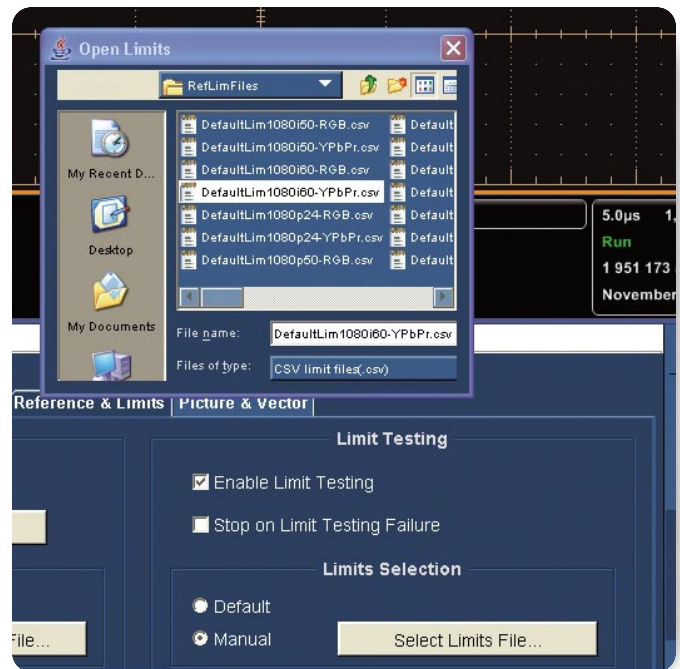 Open Limits
RefLimFiles
My Recent D...
Desktop
My Documents
DefaultLim1080i50-RGB.csv
DefaultLim1080i50-YPbPr.csv
DefaultLim1080i60-RGB.csv
DefaultLim1080i60-YPbPr.csv
DefaultLim1080p24-RGB.csv
DefaultLim1080p24-YPbPr.csv
DefaultLim1080p50-RGB.csv
Default
Default
Default
Default
Default
Default
Default
File name: DefaultLim1080i60-YPbPr.csv
Files of type: CSV limit files(.csv)
5.0µs 1,
Run
1 951 173
November
Reference & Limits Picture & Vector
Limit Testing
Enable Limit Testing
Stop on Limit Testing Failure
Limits Selection
Default
Manual
File...
Select Limits File...